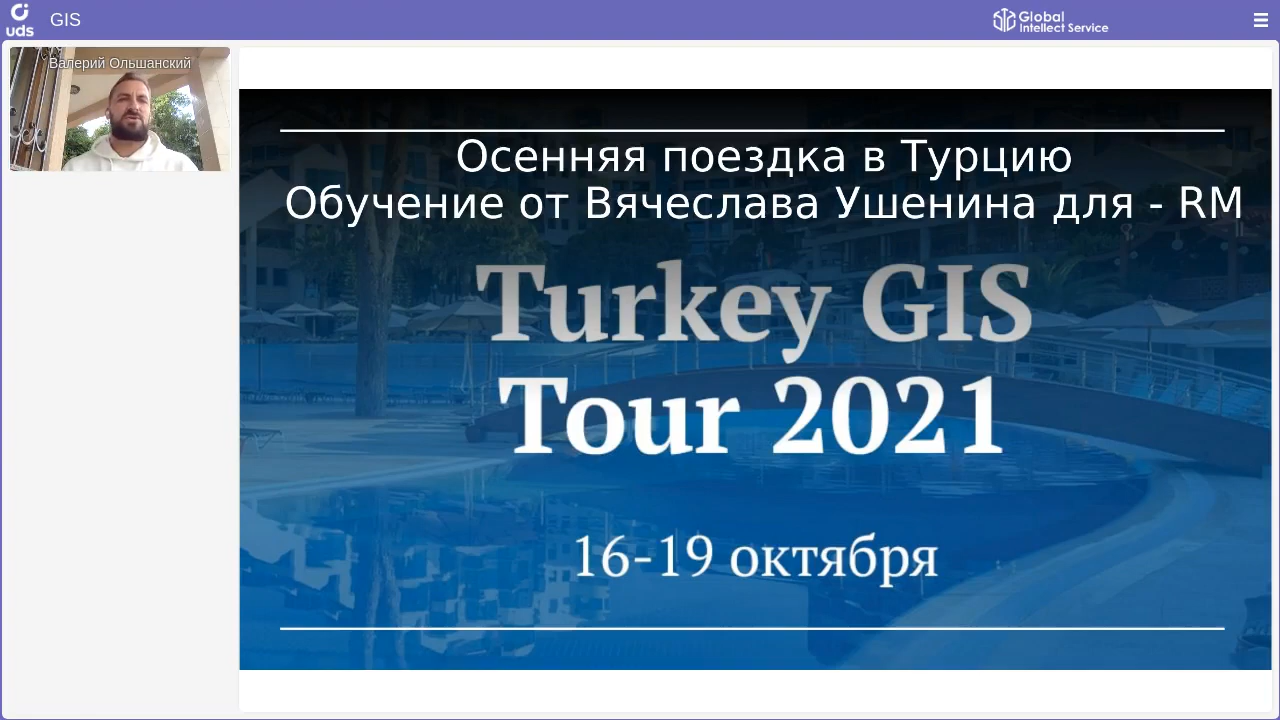 uds
GIS
Global
Intellect Service
Валерий Ольшанский
Осенняя поездка в Турцию
Обучение от Вячеслава Ушенина для - RM
Turkey GIS
Tour 2021
16-19 октября